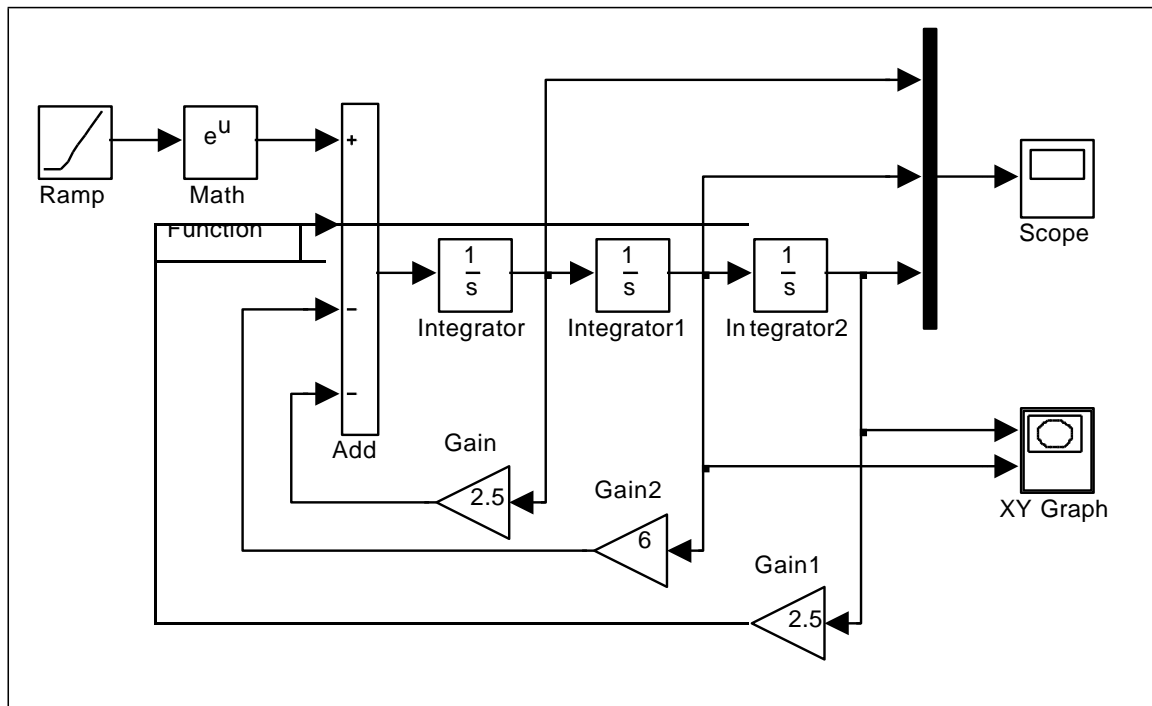 e^u
+
Ramp
Math
Function
Scope
1
s
1
s
1
s
Integrator
Integrator1
In tegrator2
−
−
Add
Gain
2.5
Gain2
6
XY Graph
Gain1
2.5